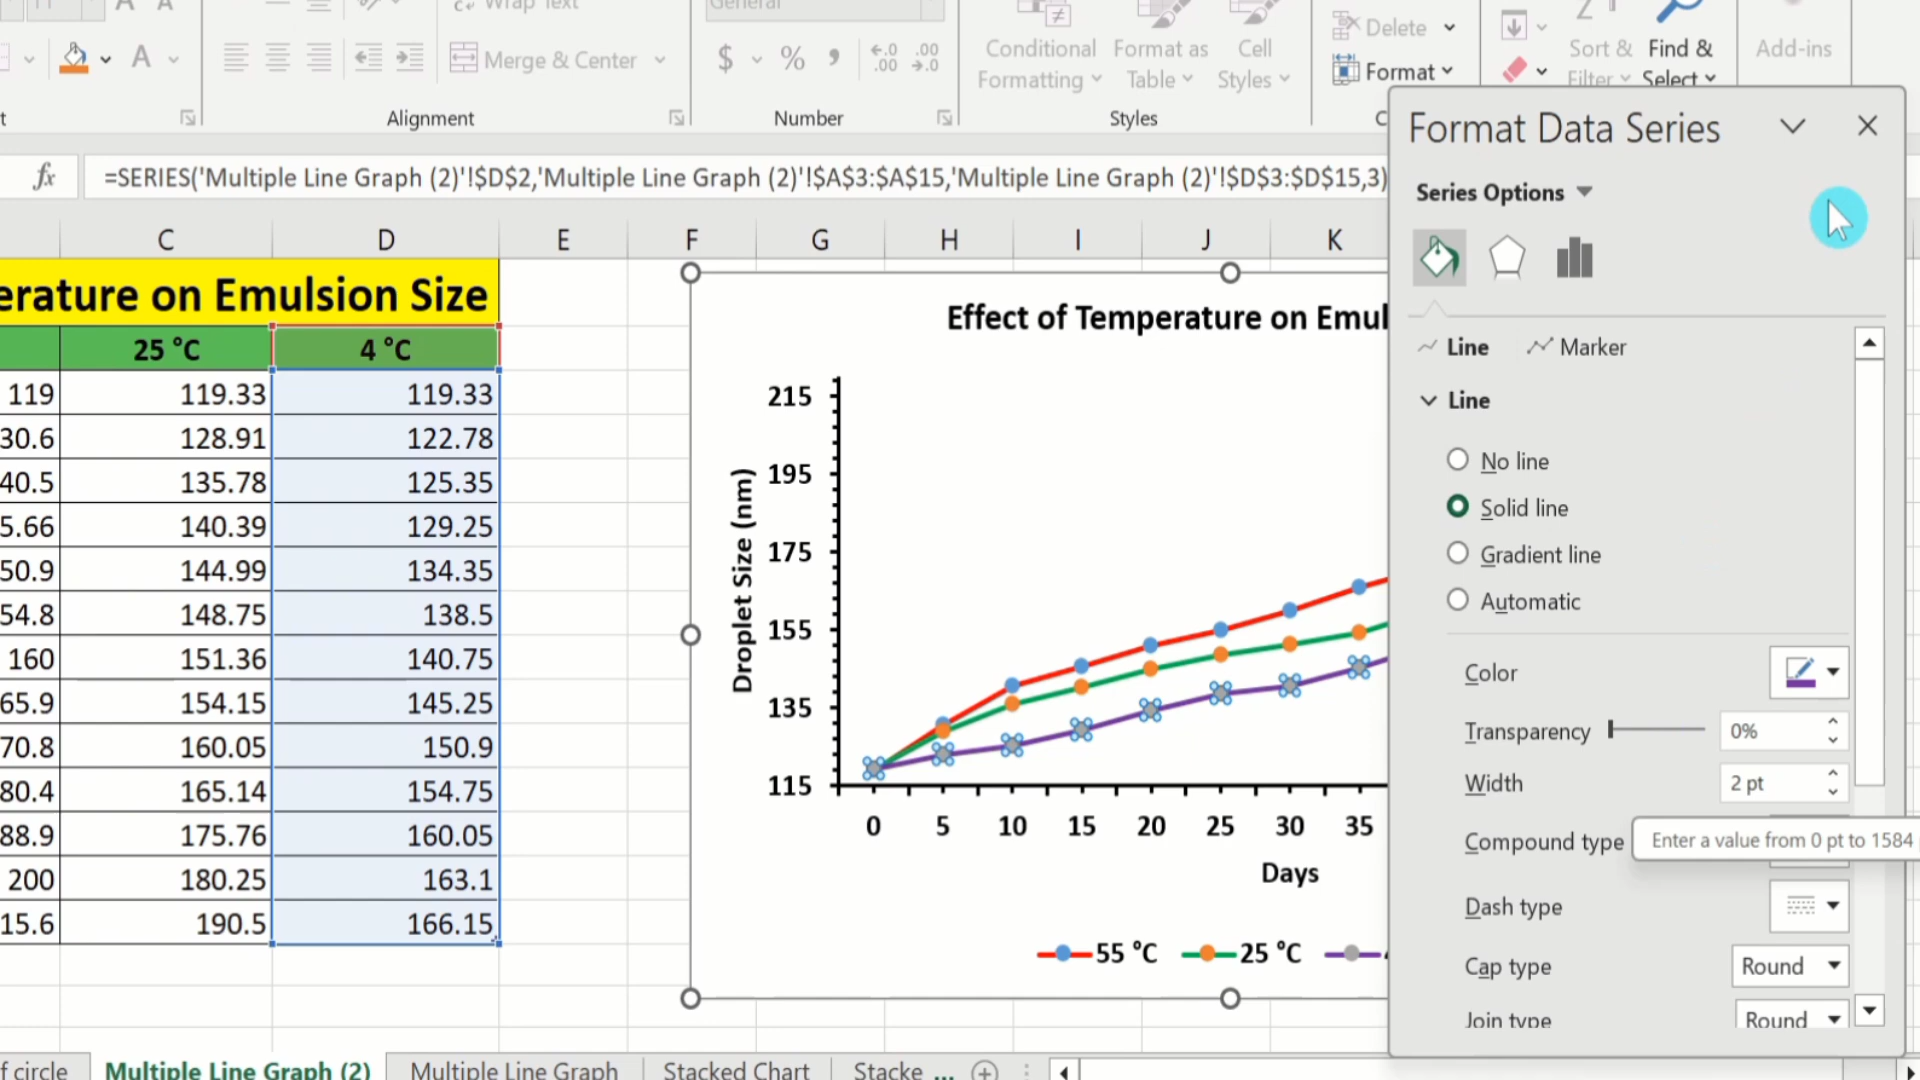 Wrap Text
General
Merge & Center
$
%
,
Conditional
Formatting
Format as
Table
Cell
Styles
Delete
Format
Sort &
Filter
Find &
Select
Add-ins
Alignment
Number
Styles
fx
=SERIES('Multiple Line Graph (2)'!$D$2,'Multiple Line Graph (2)'!$A$3:$A$15,'Multiple Line Graph (2)'!$D$3:$D$15,3)
C D E F G H I J K
erature on Emulsion Size
25 °C 4 °C
119 119.33 119.33
30.6 128.91 122.78
40.5 135.78 125.35
5.66 140.39 129.25
50.9 144.99 134.35
54.8 148.75 138.5
160 151.36 140.75
65.9 154.15 145.25
70.8 160.05 150.9
80.4 165.14 154.75
88.9 175.76 160.05
200 180.25 163.1
15.6 190.5 166.15
Effect of Temperature on Emul
Droplet Size (nm)
215
195
175
155
135
115
0 5 10 15 20 25 30 35
Days
55 °C 25 °C
Format Data Series
Series Options
Line Marker
Line
No line
Solid line
Gradient line
Automatic
Color
Transparency 0%
Width 2 pt
Compound type
Enter a value from 0 pt to 1584
Dash type
Cap type Round
Join type Round
f circle Multiple Line Graph (2) Multiple Line Graph Stacked Chart Stacke ...